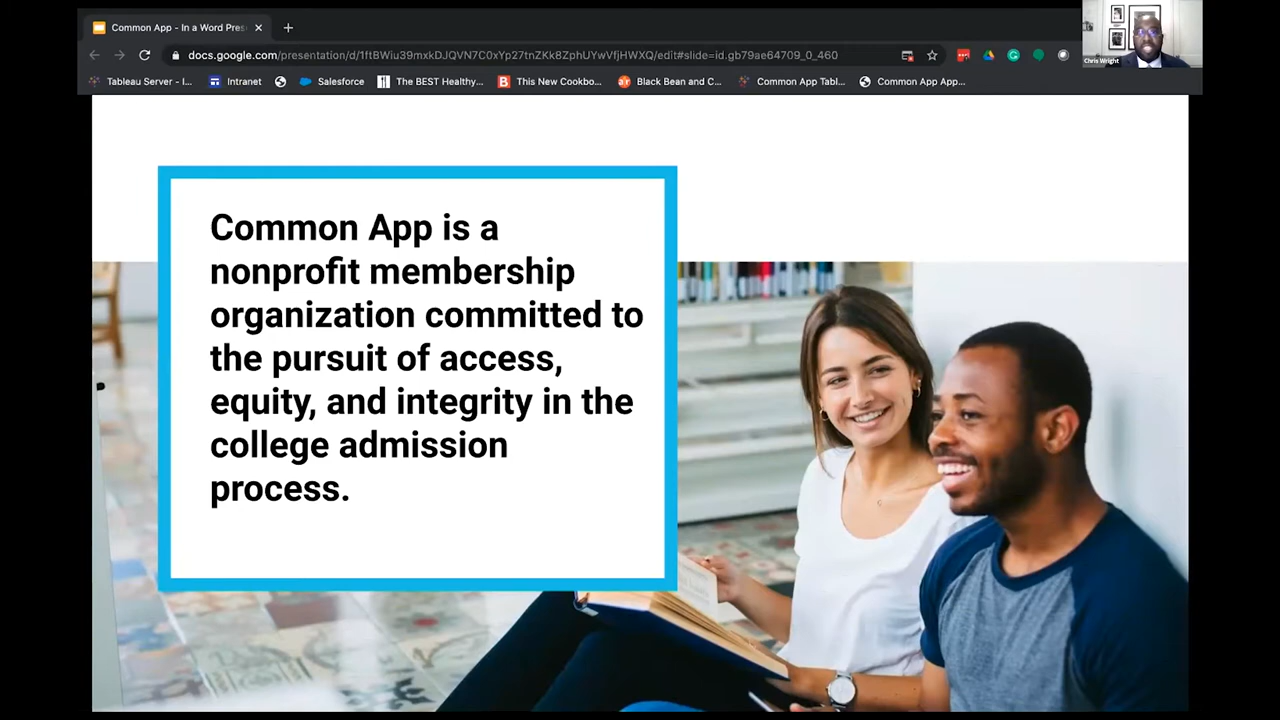 Common App - In a Word Pres
docs.google.com/presentation/d/1ftBWiu39mxkDJQVN7C0xYp27tnZKk8ZphUYwVfjHWXQ/edit#slide=id.gb79ae64709_0_460
Chris Wright
Tableau Server - I... Intranet Salesforce The BEST Healthy... This New Cookbo... Black Bean and C... Common App Tabl... Common App App...
Common App is a
nonprofit membership
organization committed to
the pursuit of access,
equity, and integrity in the
college admission
process.